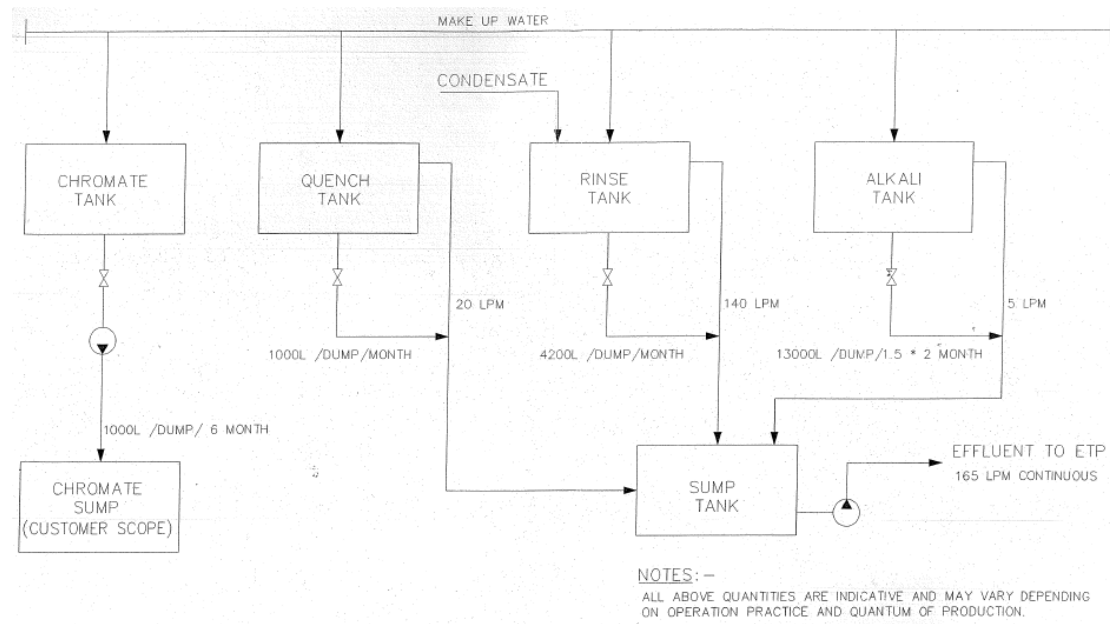 MAKE UP WATER
CONDENSATE
CHROMATE
TANK
QUENCH
TANK
RINSE
TANK
ALKALI
TANK
20 LPM
140 LPM
5 LPM
1000L /DUMP/MONTH
4200L /DUMP/MONTH
13000L /DUMP/1.5 * 2 MONTH
1000L /DUMP/ 6 MONTH
CHROMATE
SUMP
(CUSTOMER SCOPE)
SUMP
TANK
EFFLUENT TO ETP
165 LPM CONTINUOUS
NOTES:-
ALL ABOVE QUANTITIES ARE INDICATIVE AND MAY VARY DEPENDING
ON OPERATION PRACTICE AND QUANTUM OF PRODUCTION.